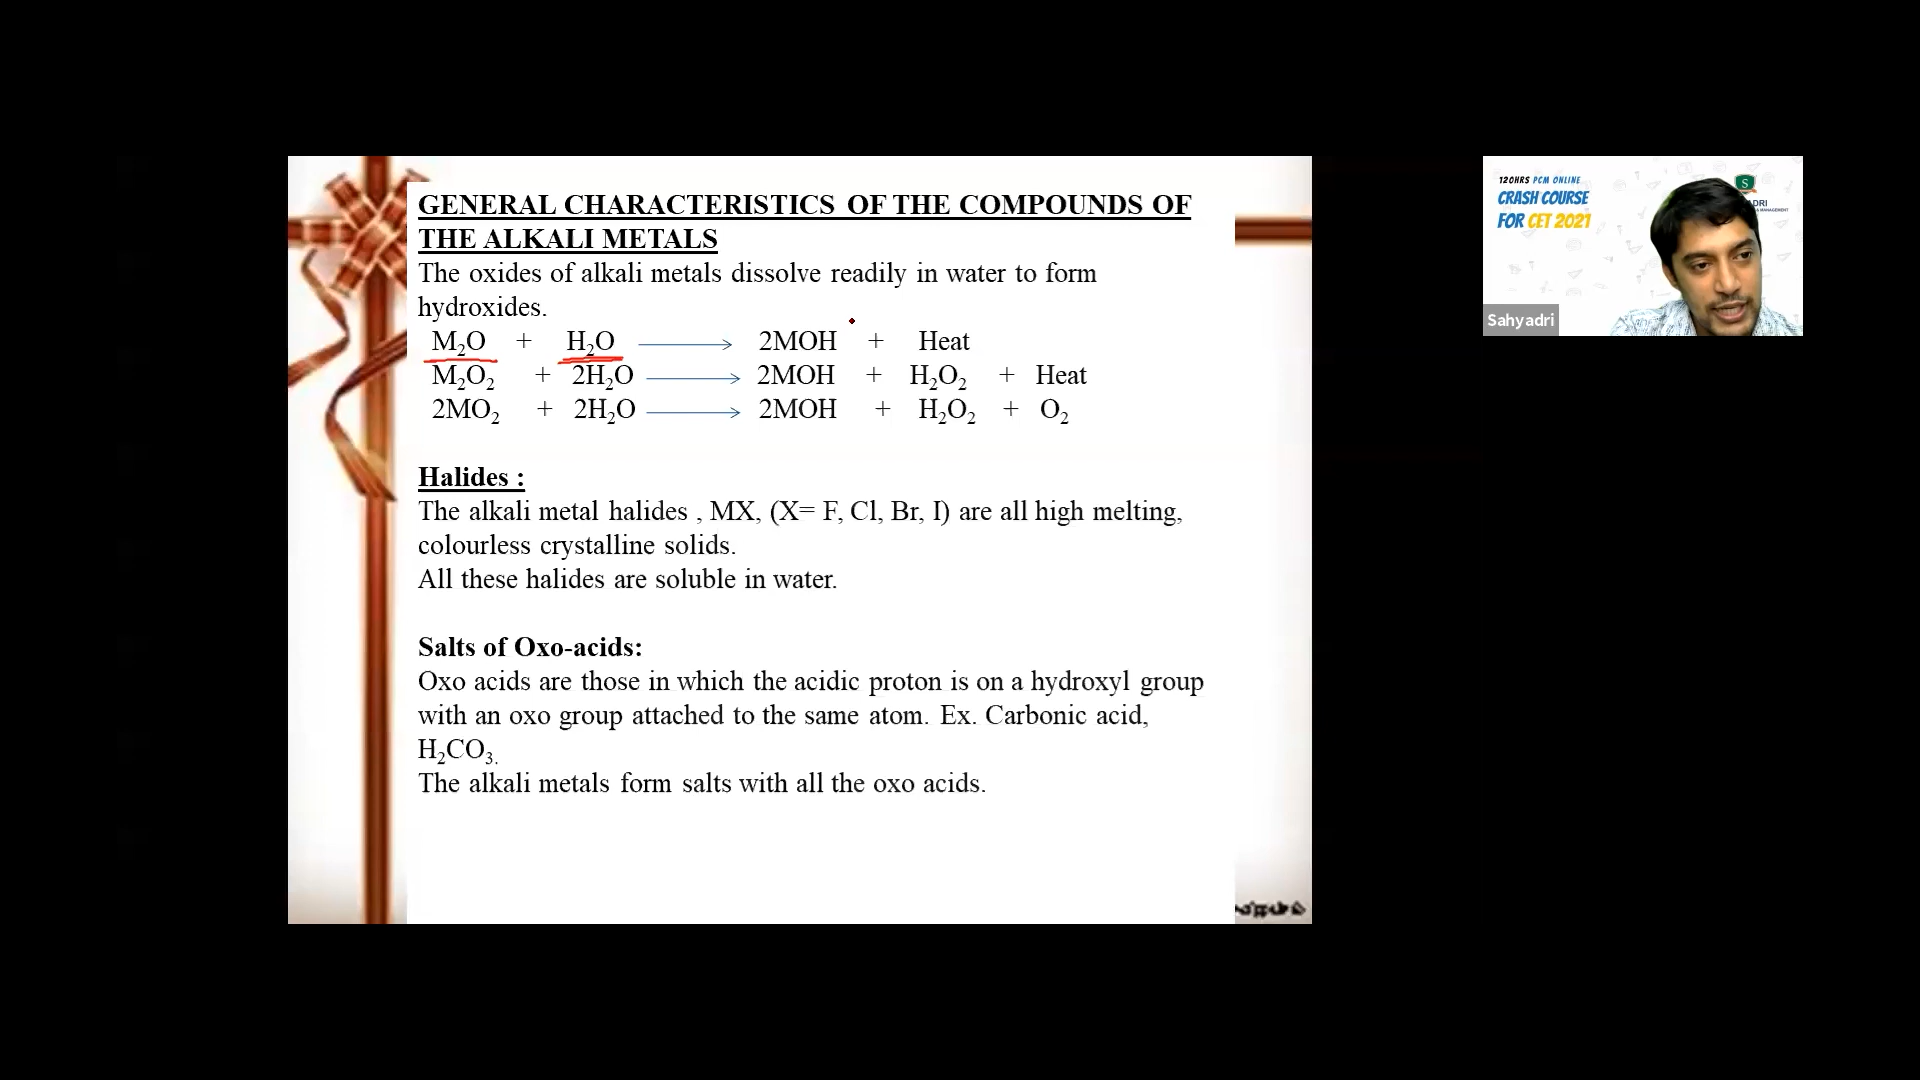 GENERAL CHARACTERISTICS OF THE COMPOUNDS OF
THE ALKALI METALS
The oxides of alkali metals dissolve readily in water to form
hydroxides.
M₂O + H₂O ⟶ 2MOH + Heat
M₂O₂ + 2H₂O ⟶ 2MOH + H₂O₂ + Heat
2MO₂ + 2H₂O ⟶ 2MOH + H₂O₂ + O₂
Halides :
The alkali metal halides , MX, (X= F, Cl, Br, I) are all high melting,
colourless crystalline solids.
All these halides are soluble in water.
Salts of Oxo-acids:
Oxo acids are those in which the acidic proton is on a hydroxyl group
with an oxo group attached to the same atom. Ex. Carbonic acid,
H₂CO₃.
The alkali metals form salts with all the oxo acids.
120HRS PCM ONLINE
CRASH COURSE
FOR CET 2021
S
ADRI
MANAGEMENT
Sahyadri